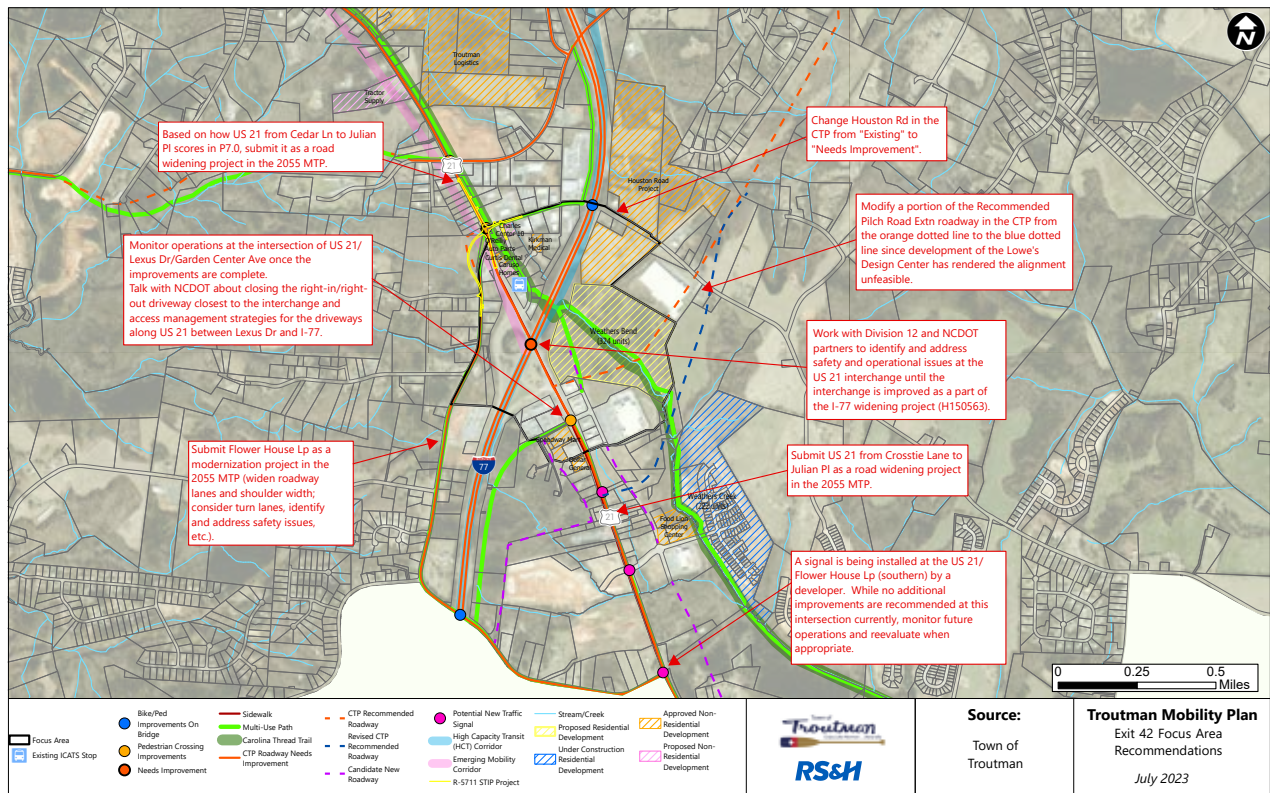 N
Troutman
Logistics
Tractor
Supply
Based on how US 21 from Cedar Ln to Julian
Pl scores in P7.0, submit it as a road
widening project in the 2055 MTP.
21
Change Houston Rd in the
CTP from "Existing" to
"Needs Improvement".
Houston Road
Project
Modify a portion of the Recommended
Pilch Road Extn roadway in the CTP from
the orange dotted line to the blue dotted
line since development of the Lowe's
Design Center has rendered the alignment
unfeasible.
Charles
Center 10
O'Reilly
Auto Parts
Curtis Dental
Caruso
Homes
Kirkman
Medical
Monitor operations at the intersection of US 21/
Lexus Dr/Garden Center Ave once the
improvements are complete.
Talk with NCDOT about closing the right-in/right-
out driveway closest to the interchange and
access management strategies for the driveways
along US 21 between Lexus Dr and I-77.
Weathers Bend
(324 units)
Work with Division 12 and NCDOT
partners to identify and address
safety and operational issues at the
US 21 interchange until the
interchange is improved as a part of
the I-77 widening project (H150563).
Speedway Mart
Dollar
General
77
Submit Flower House Lp as a
modernization project in the
2055 MTP (widen roadway
lanes and shoulder width;
consider turn lanes, identify
and address safety issues,
etc.).
Submit US 21 from Crosstie Lane to
Julian Pl as a road widening project
in the 2055 MTP.
Weathers Creek
21
Food Lion
Shopping
Center
A signal is being installed at the US 21/
Flower House Lp (southern) by a
developer. While no additional
improvements are recommended at this
intersection currently, monitor future
operations and reevaluate when
appropriate.
0 0.25 0.5
Miles
Focus Area
Existing ICATS Stop
Bike/Ped
Improvements On
Bridge
Pedestrian Crossing
Improvements
Needs Improvement
Sidewalk
Multi-Use Path
Carolina Thread Trail
CTP Roadway Needs
Improvement
CTP Recommended
Roadway
Revised CTP
Recommended
Roadway
Candidate New
Roadway
Potential New Traffic
Signal
High Capacity Transit
(HCT) Corridor
Emerging Mobility
Corridor
R-5711 STIP Project
Stream/Creek
Proposed Residential
Development
Under Construction
Residential
Development
Approved Non-
Residential
Development
Proposed Non-
Residential
Development
Town of
Troutman
RS&H
Source:
Town of
Troutman
Troutman Mobility Plan
Exit 42 Focus Area
Recommendations
July 2023